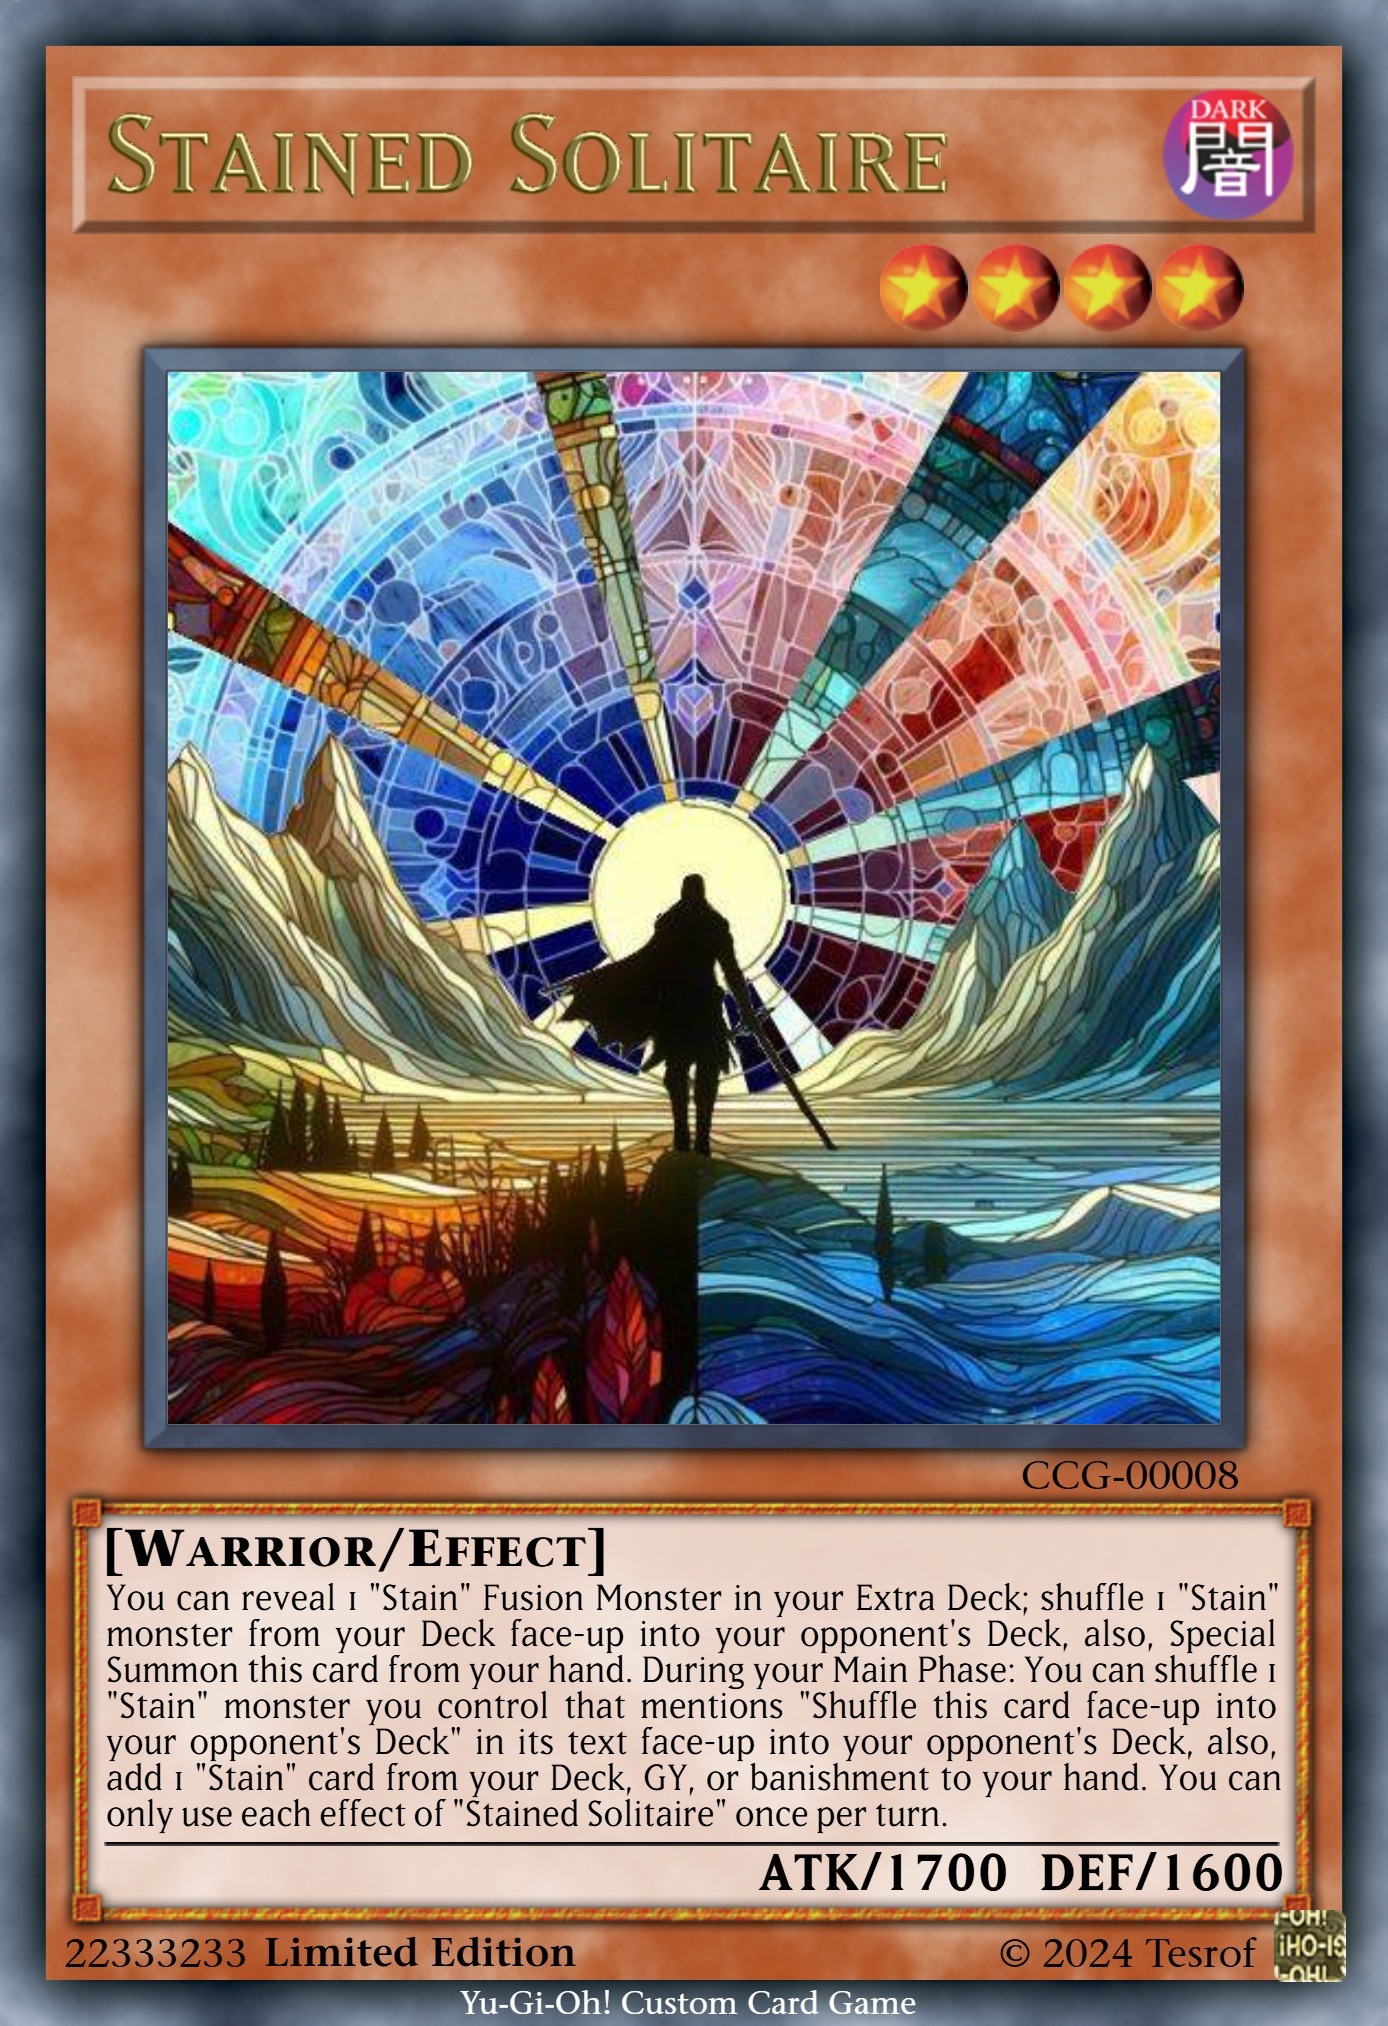 STAINED SOLITAIRE
DARK
闇
CCG-00008
[WARRIOR/EFFECT]
You can reveal 1 "Stain" Fusion Monster in your Extra Deck; shuffle 1 "Stain"
monster from your Deck face-up into your opponent's Deck, also, Special
Summon this card from your hand. During your Main Phase: You can shuffle 1
"Stain" monster you control that mentions "Shuffle this card face-up into
your opponent's Deck" in its text face-up into your opponent's Deck, also,
add 1 "Stain" card from your Deck, GY, or banishment to your hand. You can
only use each effect of "Stained Solitaire" once per turn.
ATK/1700 DEF/1600
22333233 Limited Edition
© 2024 Tesrof
Yu-Gi-Oh! Custom Card Game